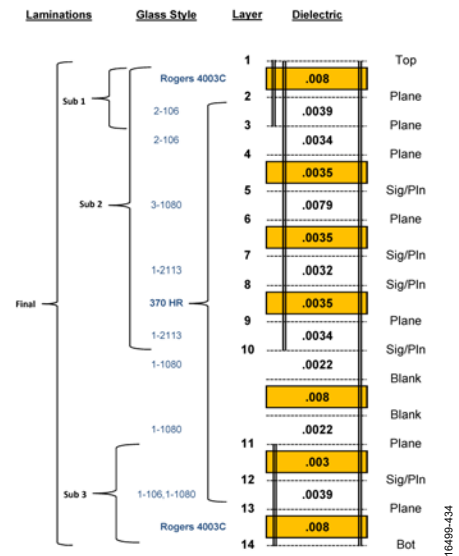 Laminations Glass Style Layer Dielectric
1 Top
Rogers 4003C .008
Sub 1 2 Plane
2-106 .0039
3 Plane
2-106 .0034
4 Plane
.0035
5 Sig/Pln
Sub 2 3-1080 .0079
6 Plane
.0035
7 Sig/Pln
1-2113 .0032
8 Sig/Pln
Final 370 HR .0035
9 Plane
1-2113 .0034
10 Sig/Pln
1-1080 .0022
Blank
.008
Blank
1-1080 .0022
11 Plane
.003
12 Sig/Pln
Sub 3 1-106,1-1080 .0039
13 Plane
Rogers 4003C .008
14 Bot
16499-434